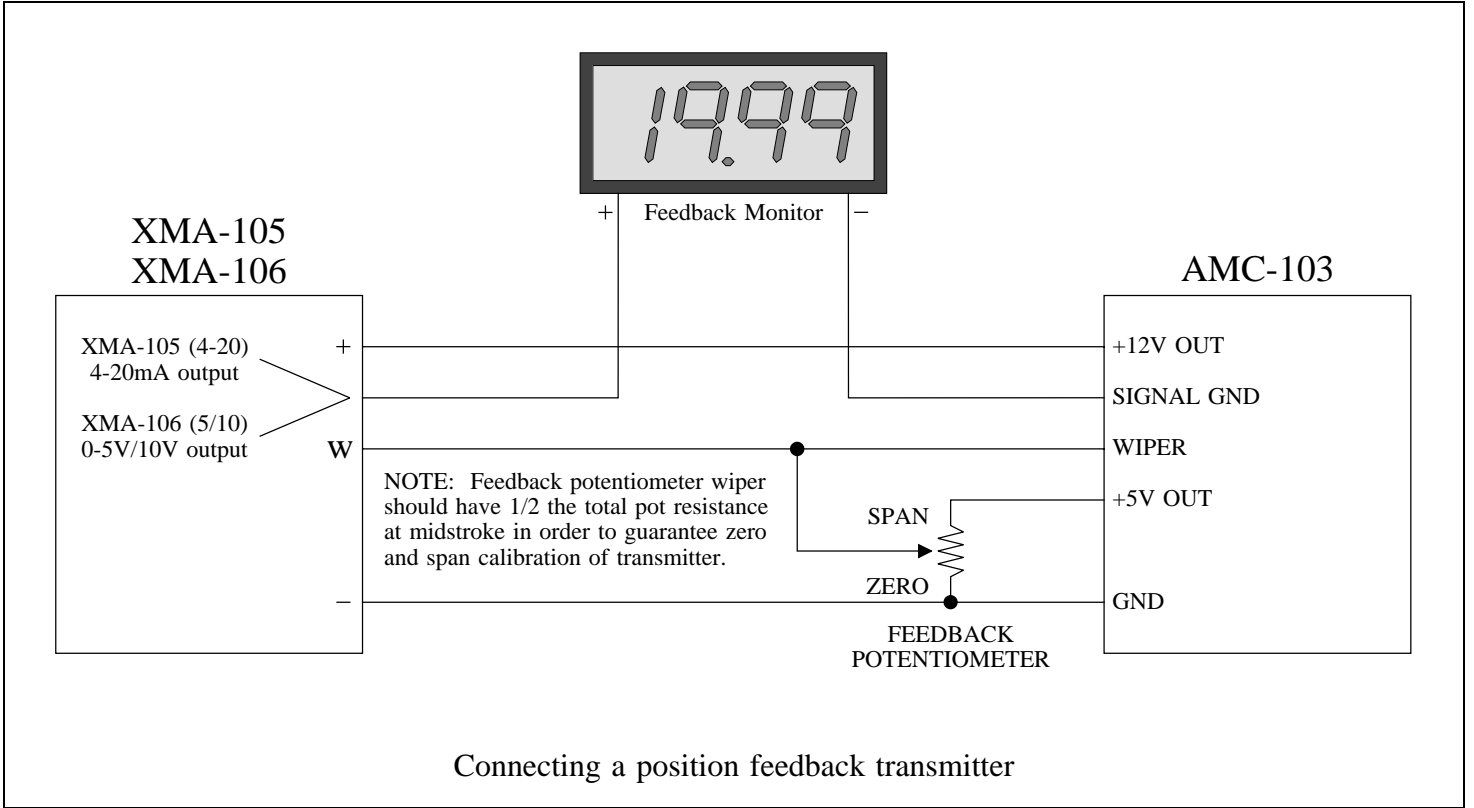 19.99
+ Feedback Monitor −
XMA-105
XMA-106
AMC-103
XMA-105 (4-20)
4-20mA output
XMA-106 (5/10)
0-5V/10V output
+
W
−
+12V OUT
SIGNAL GND
WIPER
+5V OUT
GND
NOTE: Feedback potentiometer wiper
should have 1/2 the total pot resistance
at midstroke in order to guarantee zero
and span calibration of transmitter.
SPAN
ZERO
FEEDBACK
POTENTIOMETER
Connecting a position feedback transmitter